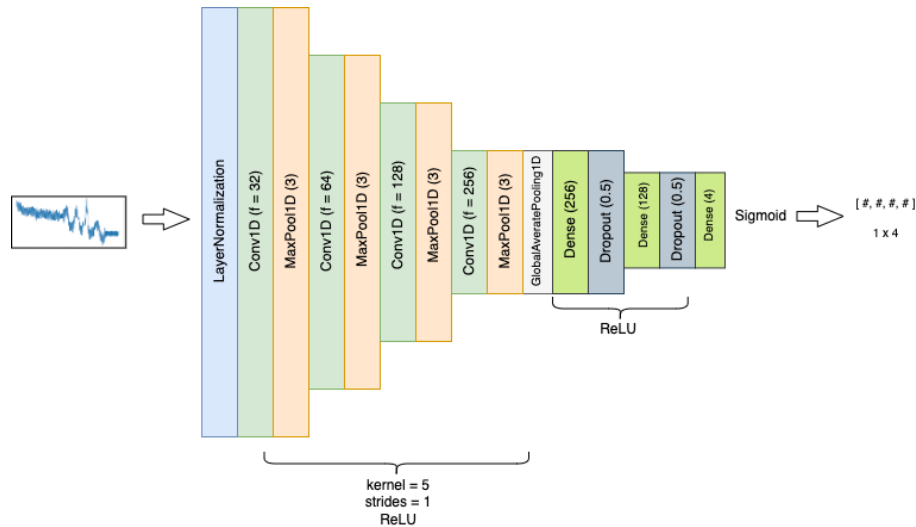 LayerNormalization
Conv1D (f = 32)
MaxPool1D (3)
Conv1D (f = 64)
MaxPool1D (3)
Conv1D (f = 128)
MaxPool1D (3)
Conv1D (f = 256)
MaxPool1D (3)
GlobalAveratePooling1D
Dense (256)
Dropout (0.5)
Dense (128)
Dropout (0.5)
Dense (4)
Sigmoid
[ #, #, #, # ]
1 x 4
ReLU
kernel = 5
strides = 1
ReLU